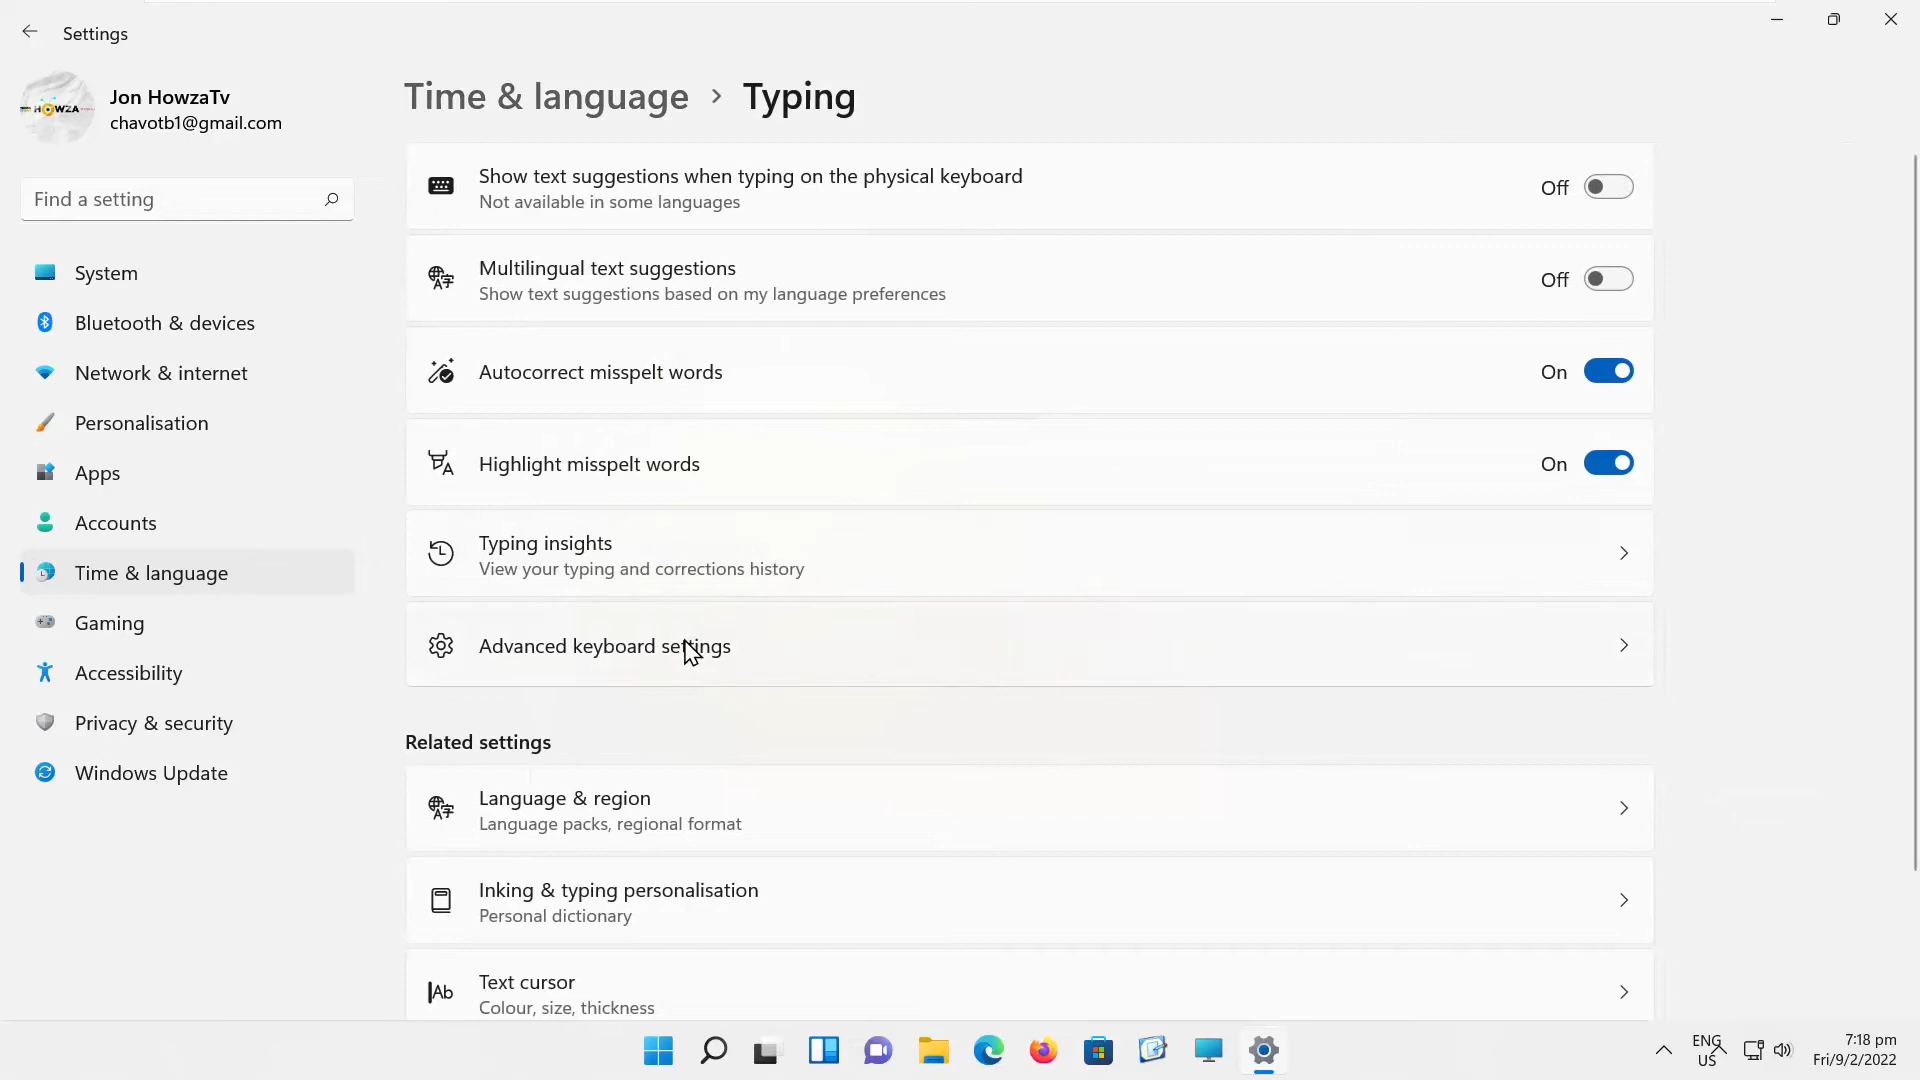 Settings
Jon HowzaTv
chavotb1@gmail.com
HOWZA
Find a setting
System
Bluetooth & devices
Network & internet
Personalisation
Apps
Accounts
Time & language
Gaming
Accessibility
Privacy & security
Windows Update
Time & language > Typing
Show text suggestions when typing on the physical keyboard
Not available in some languages
Off
Multilingual text suggestions
Show text suggestions based on my language preferences
Off
Autocorrect misspelt words
On
Highlight misspelt words
On
Typing insights
View your typing and corrections history
Advanced keyboard settings
Related settings
Language & region
Language packs, regional format
Inking & typing personalisation
Personal dictionary
Text cursor
Colour, size, thickness
ENG
US
7:18 pm
Fri/9/2/2022